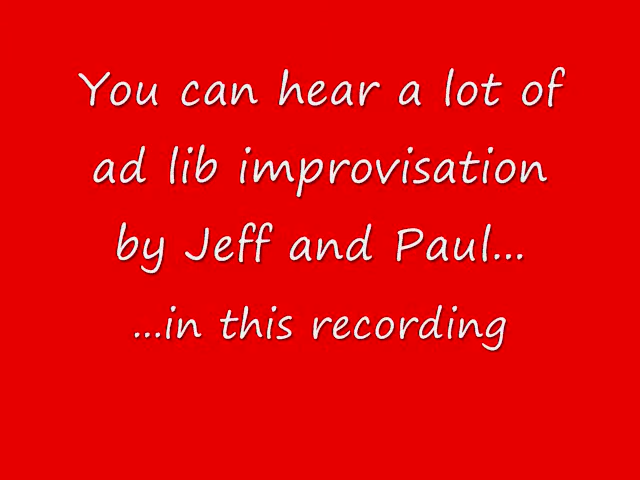 You can hear a lot of
ad lib improvisation
by Jeff and Paul...
...in this recording